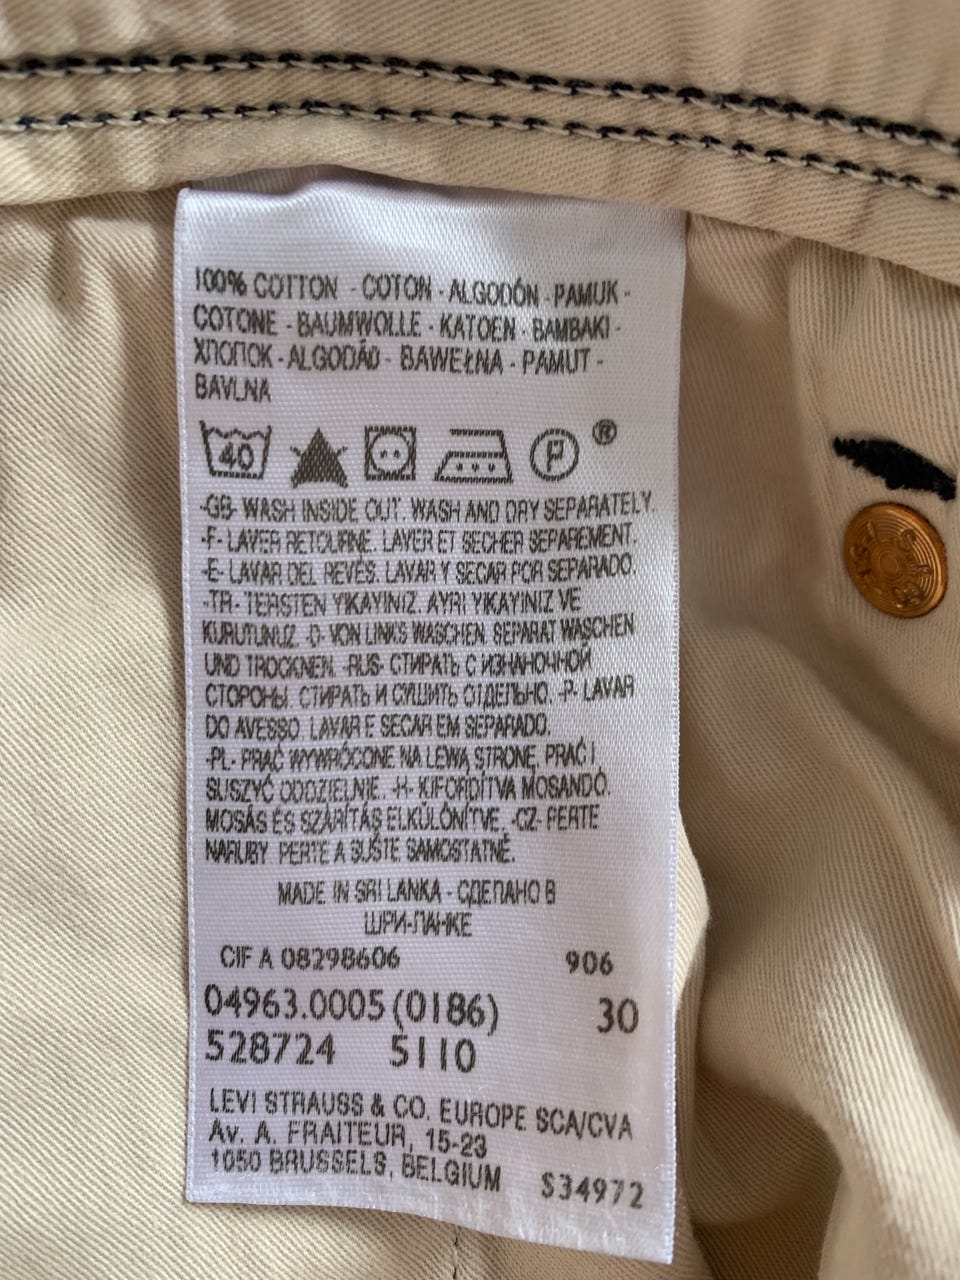 100% COTTON - COTON - ALGODÓN - PAMUK -
COTONE - BAUMWOLLE - KATOEN - BAMBAKI -
ХЛОПОК - ALGODÃO - BAWEŁNA - PAMUT -
BAVLNA
40 P ®
-GB- WASH INSIDE OUT. WASH AND DRY SEPARATELY.
-F- LAVER RETOURNE. LAVER ET SECHER SEPAREMENT.
-E- LAVAR DEL REVÉS. LAVAR Y SECAR POR SEPARADO.
-TR- TERSTEN YIKAYINIZ. AYRI YIKAYINIZ VE
KURUTUNUZ. -D- VON LINKS WASCHEN. SEPARAT WASCHEN
UND TROCKNEN. -RUS- СТИРАТЬ С ИЗНАНОЧНОЙ
СТОРОНЫ. СТИРАТЬ И СУШИТЬ ОТДЕЛЬНО. -P- LAVAR
DO AVESSO. LAVAR E SECAR EM SEPARADO.
-PL- PRAĆ WYWRÓCONE NA LEWĄ STRONĘ. PRAĆ I
SUSZYĆ ODDZIELNIE. -H- KIFORDÍTVA MOSANDÓ.
MOSÁS ÉS SZÁRÍTÁS ELKÜLÖNÍTVE. -CZ- PERTE
NARUBY. PERTE A SUŠTE SAMOSTATNĚ.
MADE IN SRI LANKA - СДЕЛАНО В
ШРИ-ЛАНКЕ
CIF A 08298606 906
04963.0005 (0186) 30
528724 5110
LEVI STRAUSS & CO. EUROPE SCA/CVA
Av. A. FRAITEUR, 15-23
1050 BRUSSELS, BELGIUM S34972